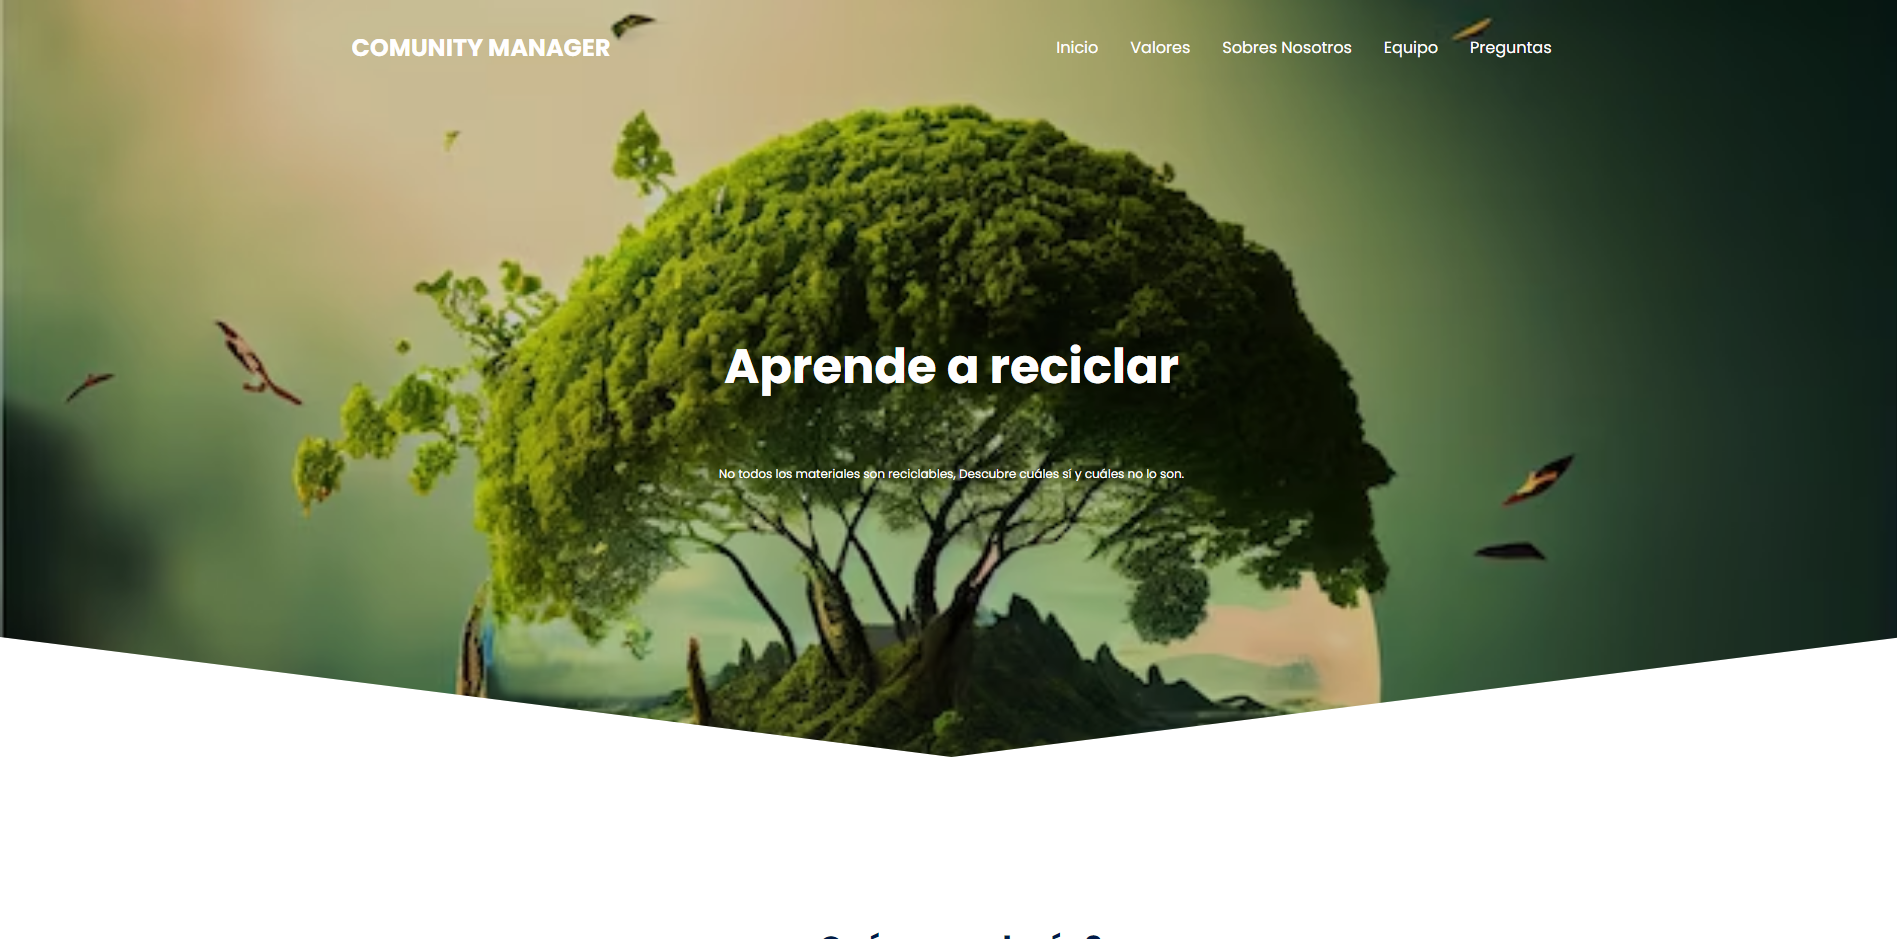 COMUNITY MANAGER
Inicio Valores Sobres Nosotros Equipo Preguntas
Aprende a reciclar
No todos los materiales son reciclables, Descubre cuáles sí y cuáles no lo son.